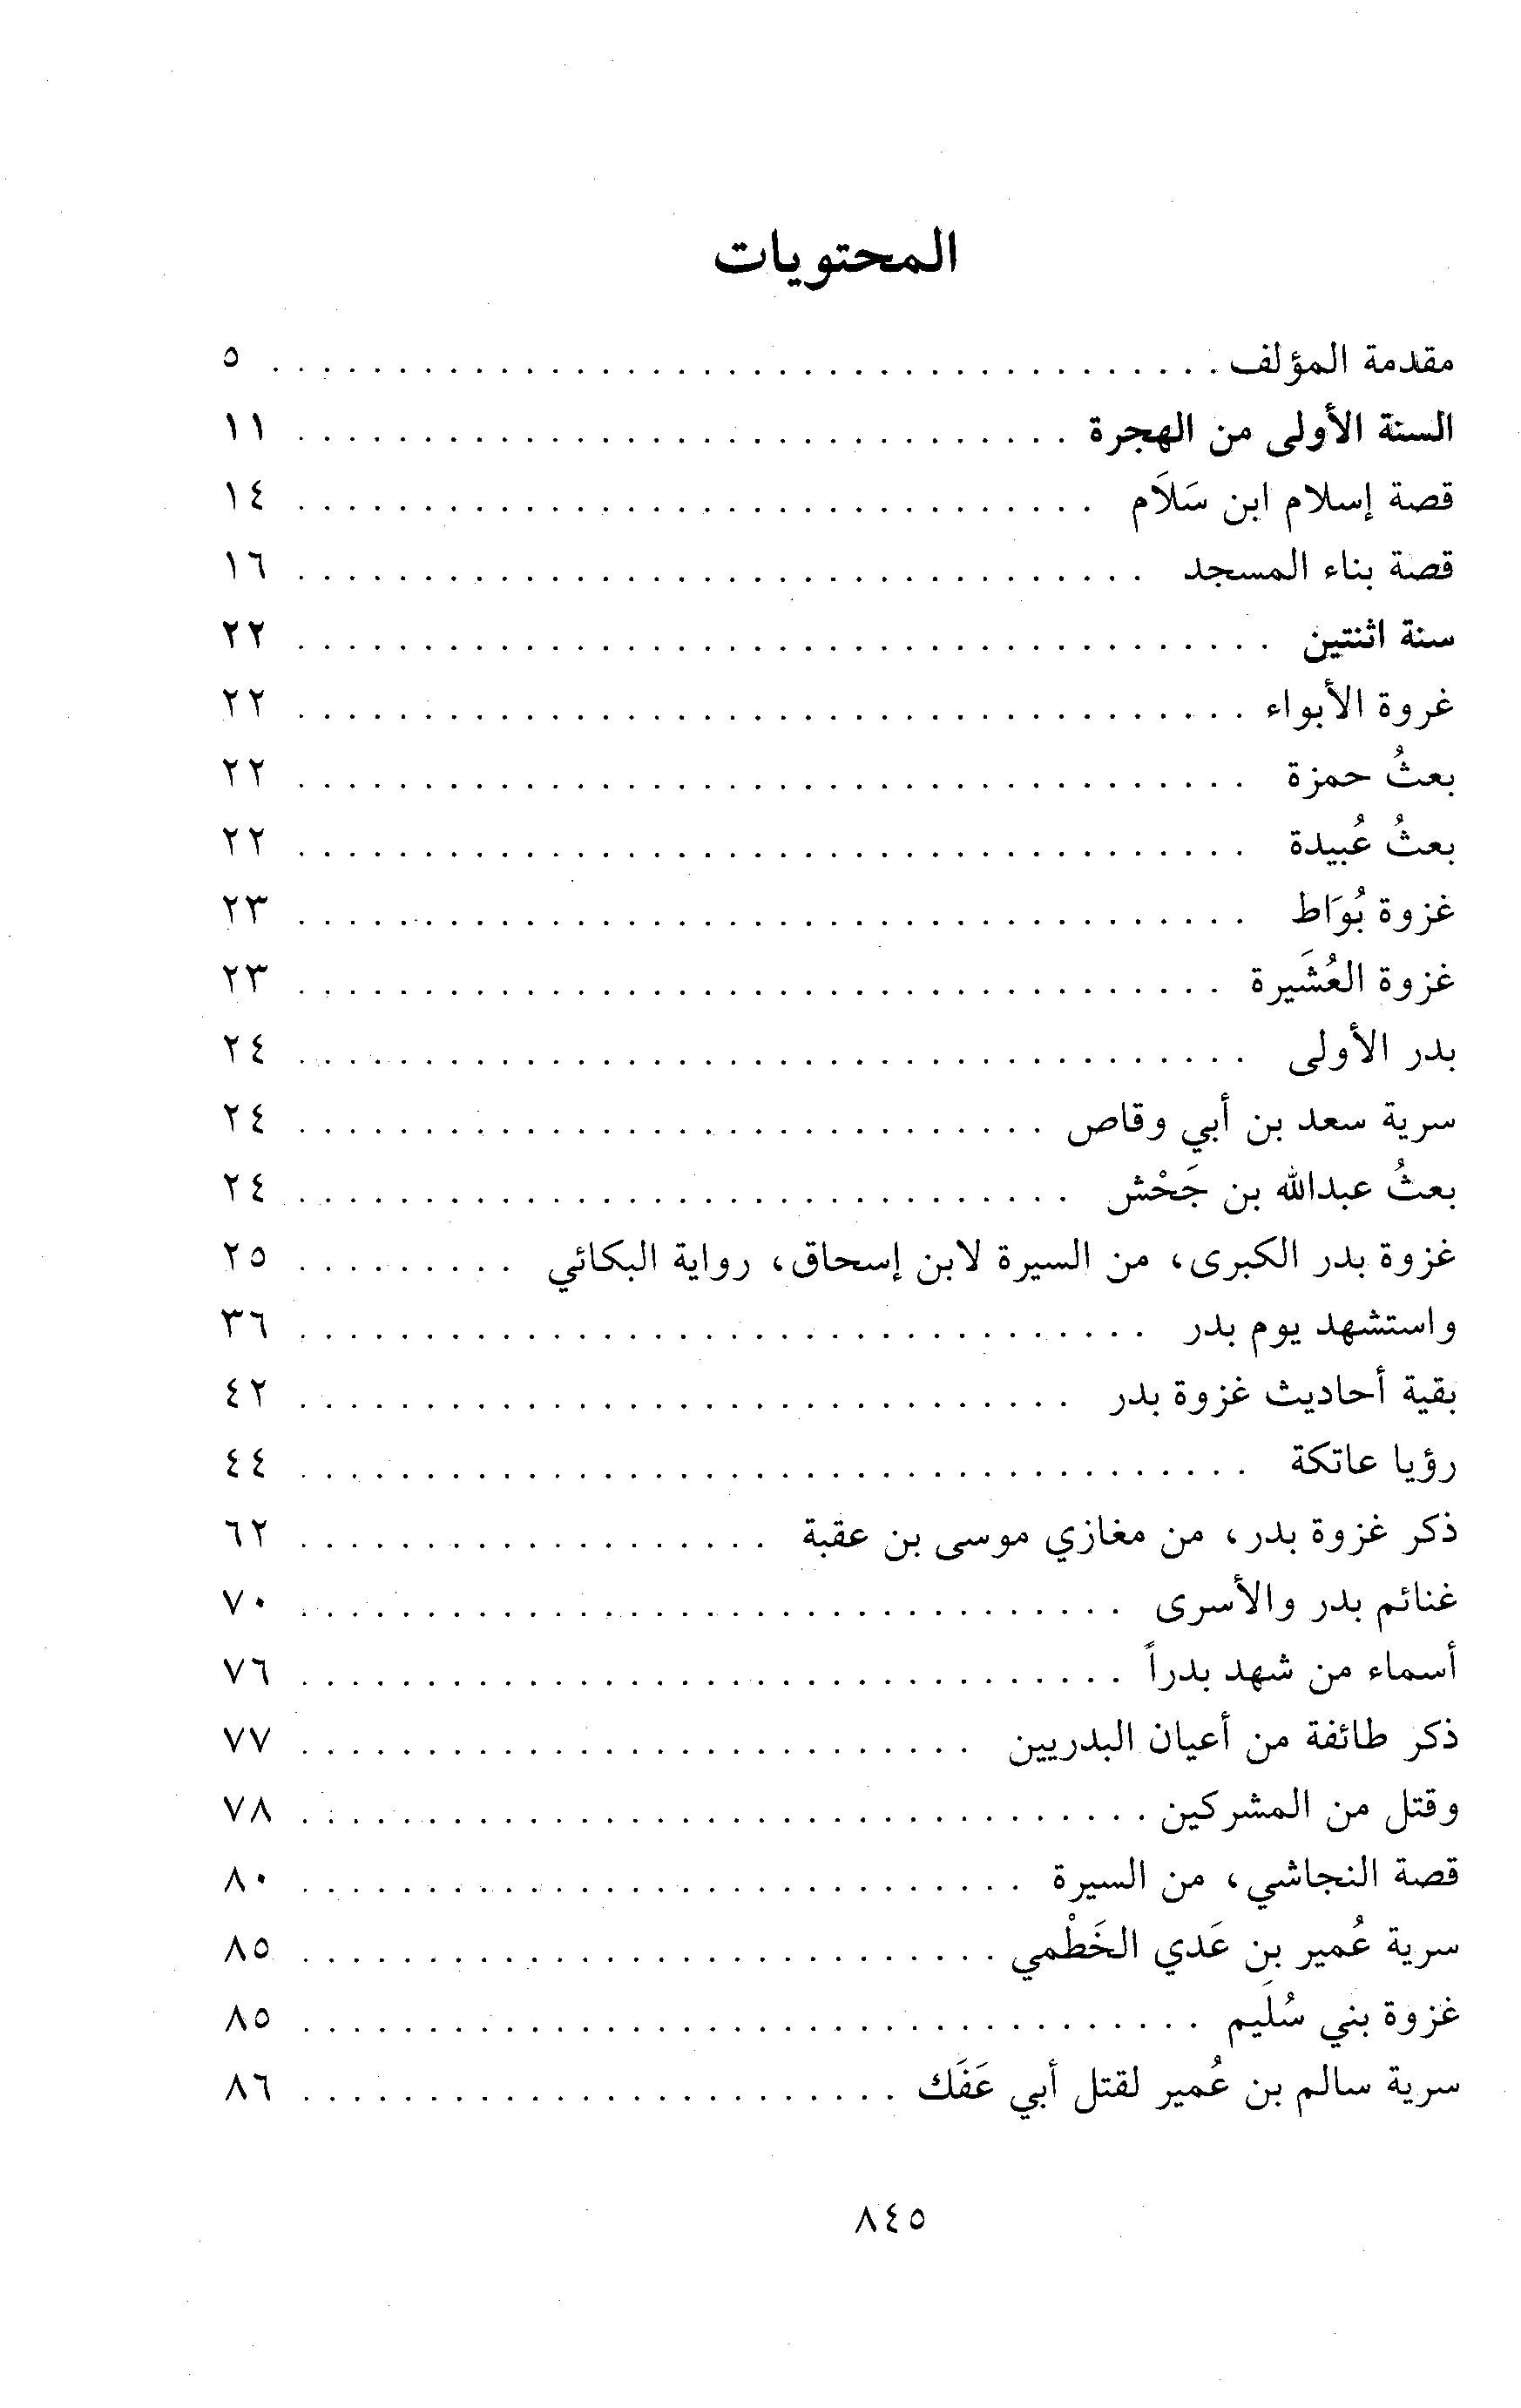 المحتويات
مقدمة المؤلف . . . . . . . . . . . . . . . . . . . . . . . . . . . . . . . . . . . . . . ٥
السنة الأولى من الهجرة . . . . . . . . . . . . . . . . . . . . . . . . . . . . . . . ١١
قصة إسلام ابن سَلَام . . . . . . . . . . . . . . . . . . . . . . . . . . . . . . . . ١٤
قصة بناء المسجد . . . . . . . . . . . . . . . . . . . . . . . . . . . . . . . . . . ١٦
سنة اثنتين . . . . . . . . . . . . . . . . . . . . . . . . . . . . . . . . . . . . . . . ٢٢
غروة الأبواء . . . . . . . . . . . . . . . . . . . . . . . . . . . . . . . . . . . . . . ٢٢
بعثُ حمزة . . . . . . . . . . . . . . . . . . . . . . . . . . . . . . . . . . . . . . ٢٢
بعثُ عُبيدة . . . . . . . . . . . . . . . . . . . . . . . . . . . . . . . . . . . . . . ٢٢
غزوة بُوَاط . . . . . . . . . . . . . . . . . . . . . . . . . . . . . . . . . . . . . . ٢٣
غزوة العُشَيرة . . . . . . . . . . . . . . . . . . . . . . . . . . . . . . . . . . . . . ٢٣
بدر الأولى . . . . . . . . . . . . . . . . . . . . . . . . . . . . . . . . . . . . . . ٢٤
سرية سعد بن أبي وقاص . . . . . . . . . . . . . . . . . . . . . . . . . . . . . . ٢٤
بعثُ عبدالله بن جَحْش . . . . . . . . . . . . . . . . . . . . . . . . . . . . . . . ٢٤
غزوة بدر الكبرى، من السيرة لابن إسحاق، رواية البكائي . . . . . . . . . ٢٥
واستشهد يوم بدر . . . . . . . . . . . . . . . . . . . . . . . . . . . . . . . . . . ٣٦
بقية أحاديث غزوة بدر . . . . . . . . . . . . . . . . . . . . . . . . . . . . . . . ٤٢
رؤيا عاتكة . . . . . . . . . . . . . . . . . . . . . . . . . . . . . . . . . . . . . . ٤٤
ذكر غزوة بدر، من مغازي موسى بن عقبة . . . . . . . . . . . . . . . . . . . ٦٢
غنائم بدر والأسرى . . . . . . . . . . . . . . . . . . . . . . . . . . . . . . . . . ٧٠
أسماء من شهد بدراً . . . . . . . . . . . . . . . . . . . . . . . . . . . . . . . . . ٧٦
ذكر طائفة من أعيان البدريين . . . . . . . . . . . . . . . . . . . . . . . . . . . ٧٧
وقتل من المشركين . . . . . . . . . . . . . . . . . . . . . . . . . . . . . . . . . . ٧٨
قصة النجاشي، من السيرة . . . . . . . . . . . . . . . . . . . . . . . . . . . . . ٨٠
سرية عُمير بن عَدي الخَطْمي . . . . . . . . . . . . . . . . . . . . . . . . . . . . ٨٥
غزوة بني سُلَيم . . . . . . . . . . . . . . . . . . . . . . . . . . . . . . . . . . . . ٨٥
سرية سالم بن عُمير لقتل أبي عَفَك . . . . . . . . . . . . . . . . . . . . . . . . ٨٦
٨٤٥